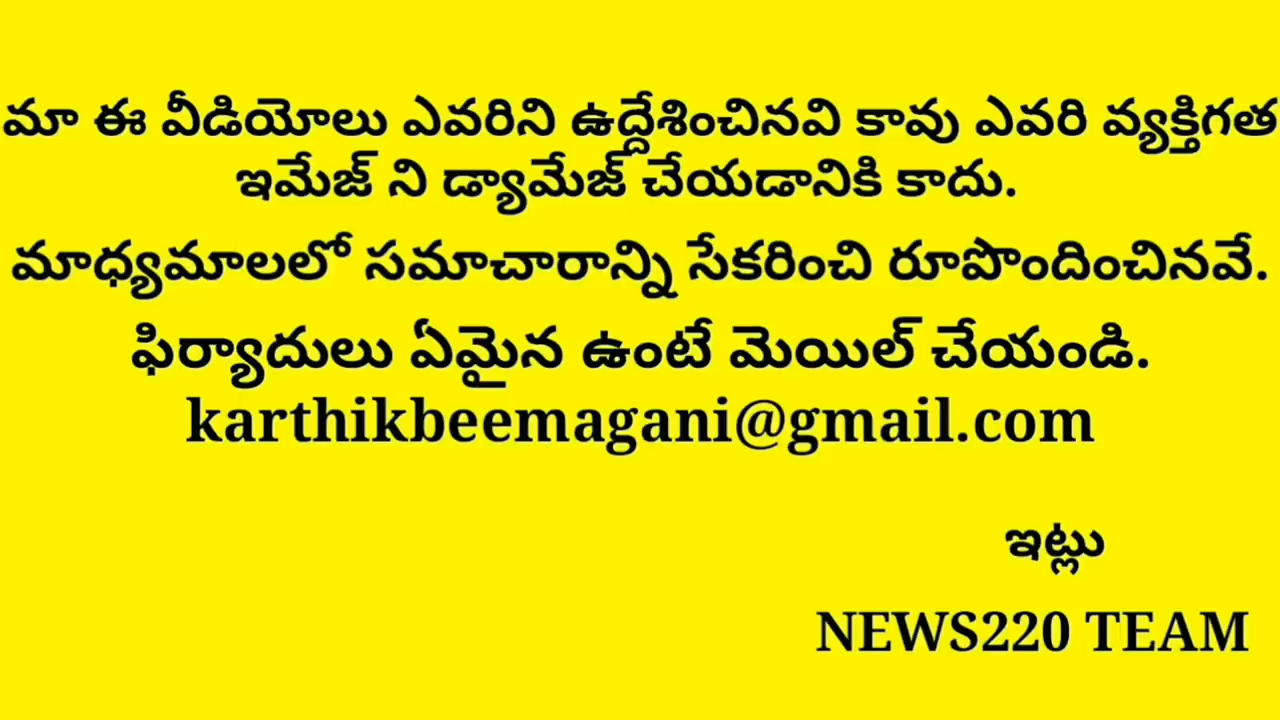 మా ఈ వీడియోలు ఎవరిని ఉద్దేశించినవి కావు ఎవరి వ్యక్తిగత
ఇమేజ్ ని డ్యామేజ్ చేయడానికి కాదు.
మాధ్యమాలలో సమాచారాన్ని సేకరించి రూపొందించినవే.
ఫిర్యాదులు ఏమైన ఉంటే మెయిల్ చేయండి.
karthikbeemagani@gmail.com
ఇట్లు
NEWS220 TEAM